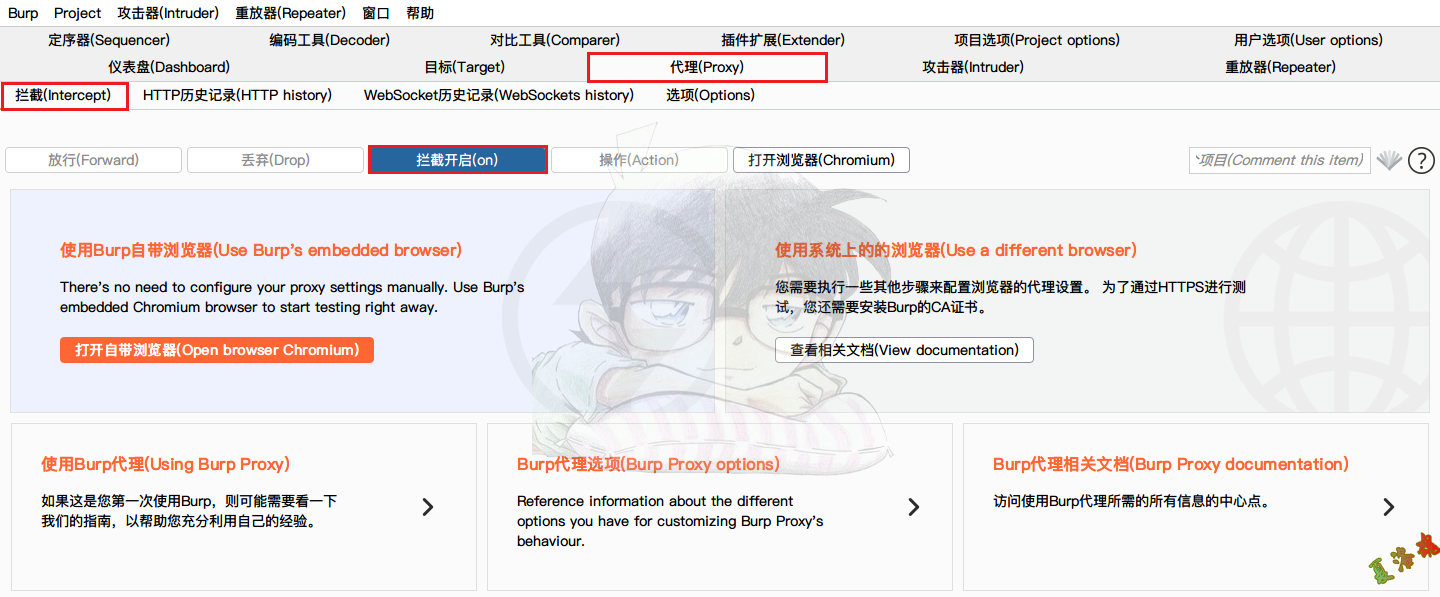 Burp Project 攻击器(Intruder) 重放器(Repeater) 窗口 帮助
定序器(Sequencer) 编码工具(Decoder) 对比工具(Comparer) 插件扩展(Extender) 项目选项(Project options) 用户选项(User options)
仪表盘(Dashboard) 目标(Target) 代理(Proxy) 攻击器(Intruder) 重放器(Repeater)
拦截(Intercept) HTTP历史记录(HTTP history) WebSocket历史记录(WebSockets history) 选项(Options)
放行(Forward) 丢弃(Drop) 拦截开启(on) 操作(Action) 打开浏览器(Chromium) 项目(Comment this item) ?
使用Burp自带浏览器(Use Burp's embedded browser)
There's no need to configure your proxy settings manually. Use Burp's
embedded Chromium browser to start testing right away.
打开自带浏览器(Open browser Chromium)
使用系统上的的浏览器(Use a different browser)
您需要执行一些其他步骤来配置浏览器的代理设置。 为了通过HTTPS进行测
试，您还需要安装Burp的CA证书。
查看相关文档(View documentation)
使用Burp代理(Using Burp Proxy)
如果这是您第一次使用Burp，则可能需要看一下
我们的指南，以帮助您充分利用自己的经验。
Burp代理选项(Burp Proxy options)
Reference information about the different
options you have for customizing Burp Proxy's
behaviour.
Burp代理相关文档(Burp Proxy documentation)
访问使用Burp代理所需的所有信息的中心点。